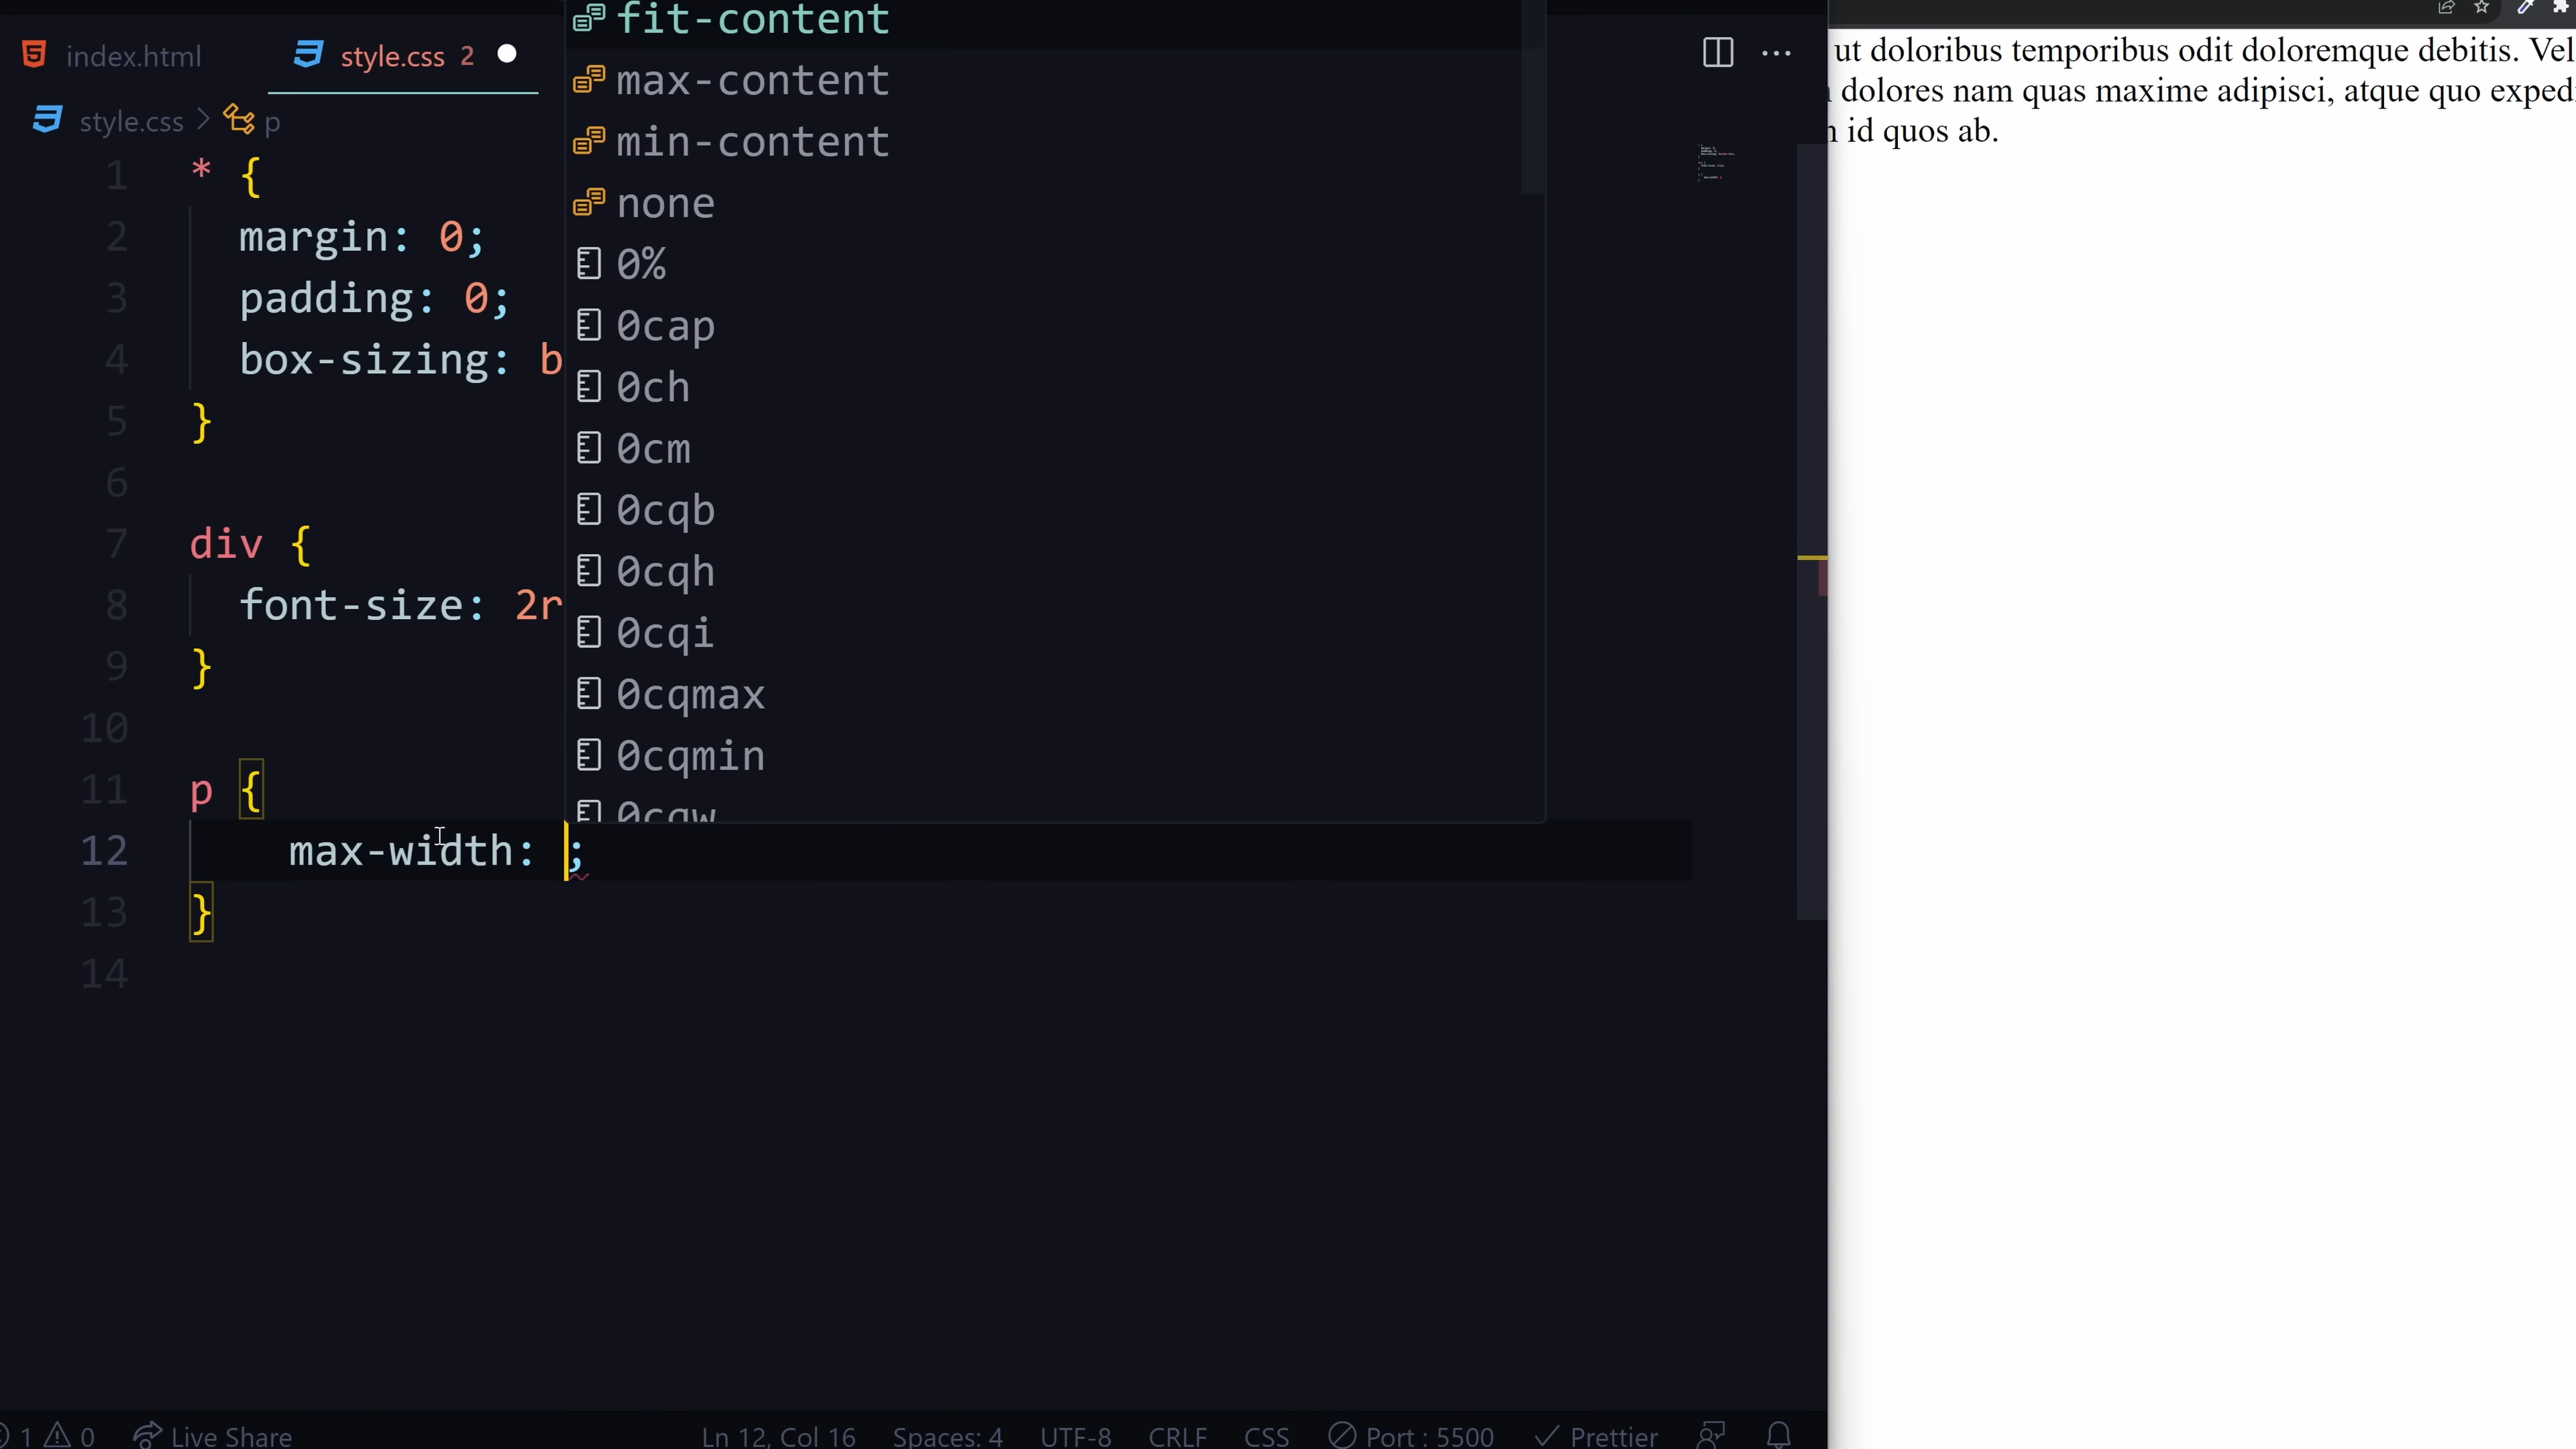 index.html
style.css 2
style.css > p
1 * {
2 margin: 0;
3 padding: 0;
4 box-sizing: b
5 }
6
7 div {
8 font-size: 2r
9 }
10
11 p {
12 max-width: ;
13 }
14
fit-content
max-content
min-content
none
0%
0cap
0ch
0cm
0cqb
0cqh
0cqi
0cqmax
0cqmin
0cqw
ut doloribus temporibus odit doloremque debitis. Vel
dolores nam quas maxime adipisci, atque quo exped
id quos ab.
1 0 Live Share Ln 12, Col 16 Spaces: 4 UTF-8 CRLF CSS Port : 5500 Prettier